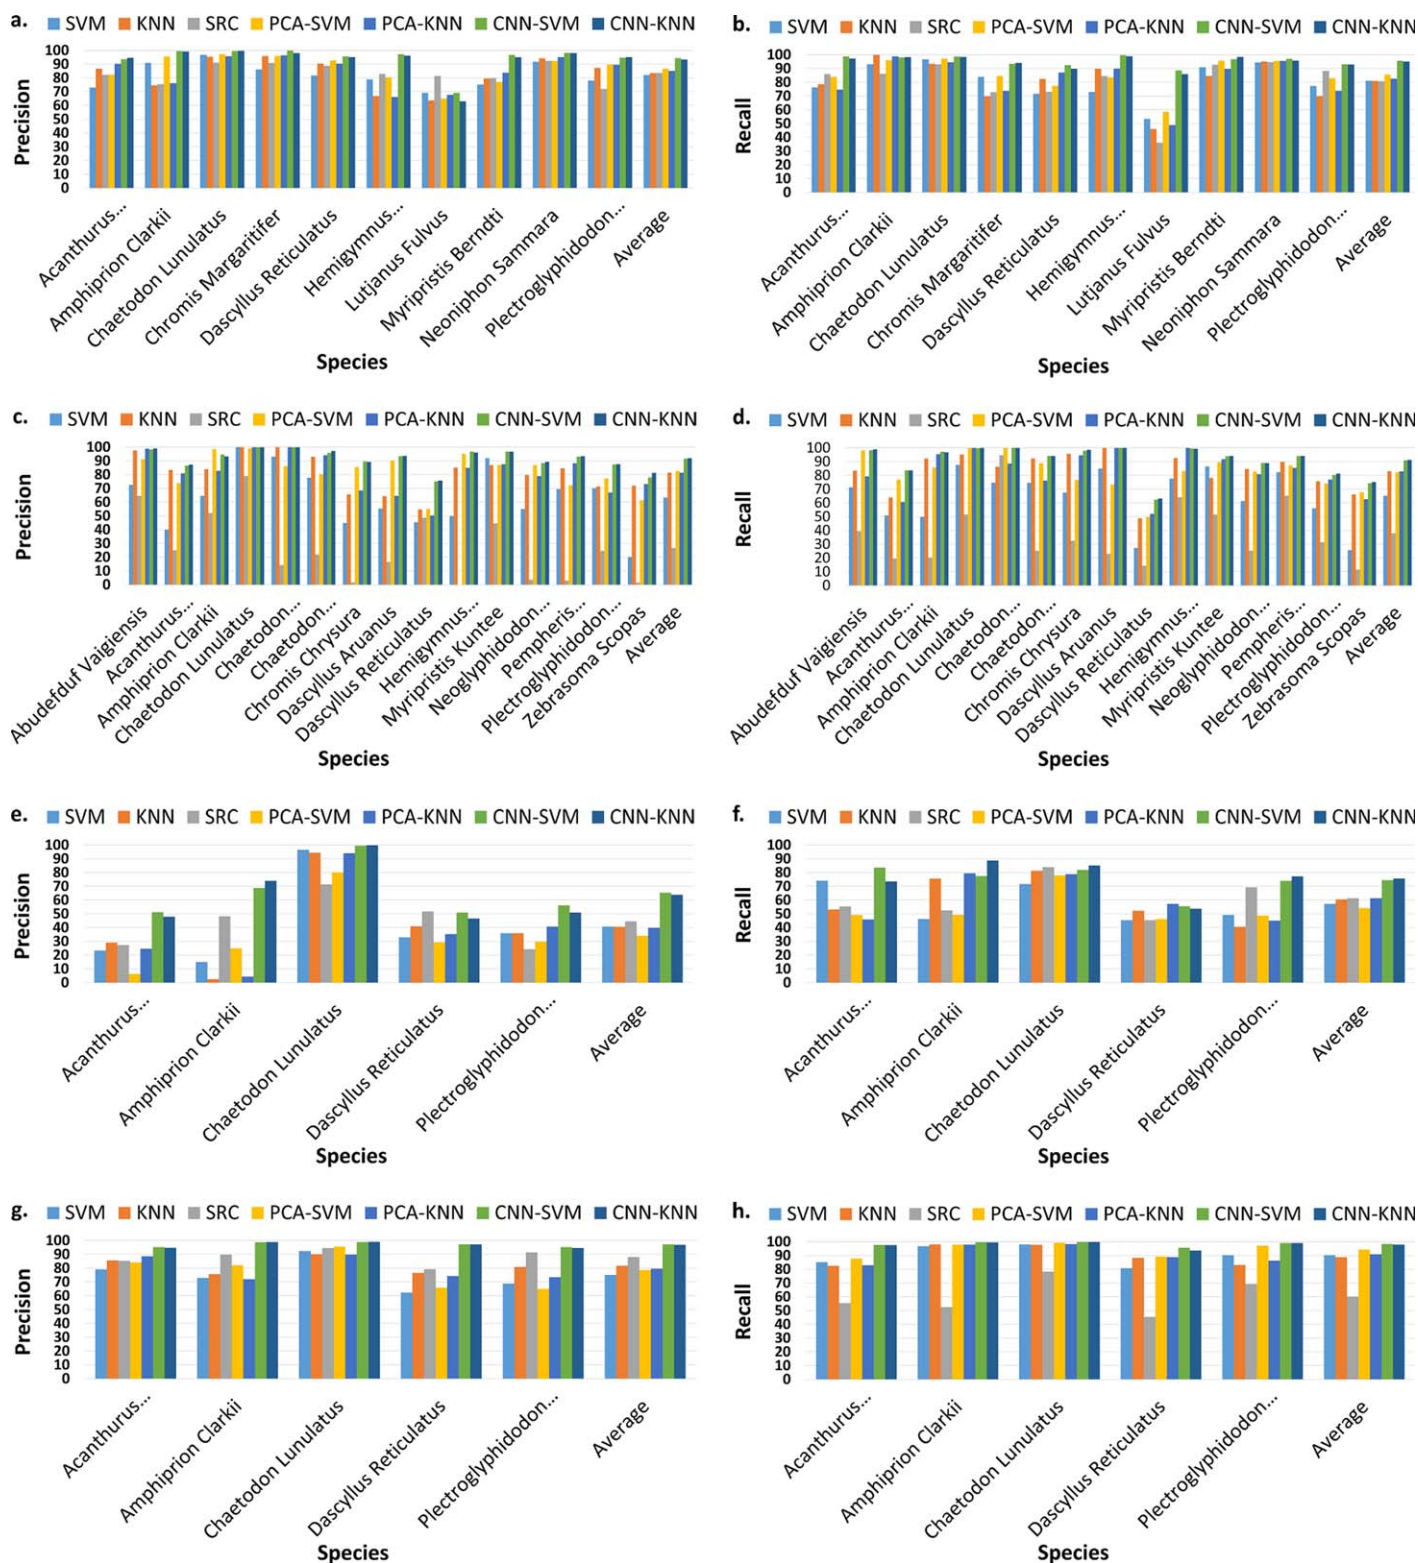 a. SVM KNN SRC PCA-SVM PCA-KNN CNN-SVM CNN-KNN
100
90
80
70
60
50
40
30
20
10
0
Precision
Acanthurus...
Amphiprion Clarkii
Chaetodon Lunulatus
Chromis Margaritifer
Dascyllus Reticulatus
Hemigymnus...
Lutjanus Fulvus
Myripristis Berndti
Neoniphon Sammara
Plectroglyphidodon...
Average
Species
b. SVM KNN SRC PCA-SVM PCA-KNN CNN-SVM CNN-KNN
100
90
80
70
60
50
40
30
20
10
0
Recall
Acanthurus...
Amphiprion Clarkii
Chaetodon Lunulatus
Chromis Margaritifer
Dascyllus Reticulatus
Hemigymnus...
Lutjanus Fulvus
Myripristis Berndti
Neoniphon Sammara
Plectroglyphidodon...
Average
Species
c. SVM KNN SRC PCA-SVM PCA-KNN CNN-SVM CNN-KNN
100
90
80
70
60
50
40
30
20
10
0
Precision
Abudefduf Vaigiensis
Acanthurus...
Amphiprion Clarkii
Chaetodon Lunulatus
Chaetodon...
Chaetodon...
Chromis Chrysura
Dascyllus Aruanus
Dascyllus Reticulatus
Hemigymnus...
Myripristis Kuntee
Neoglyphidodon...
Pempheris...
Plectroglyphidodon...
Zebrasoma Scopas
Average
Species
d. SVM KNN SRC PCA-SVM PCA-KNN CNN-SVM CNN-KNN
100
90
80
70
60
50
40
30
20
10
0
Recall
Abudefduf Vaigiensis
Acanthurus...
Amphiprion Clarkii
Chaetodon Lunulatus
Chaetodon...
Chaetodon...
Chromis Chrysura
Dascyllus Aruanus
Dascyllus Reticulatus
Hemigymnus...
Myripristis Kuntee
Neoglyphidodon...
Pempheris...
Plectroglyphidodon...
Zebrasoma Scopas
Average
Species
e. SVM KNN SRC PCA-SVM PCA-KNN CNN-SVM CNN-KNN
100
90
80
70
60
50
40
30
20
10
0
Precision
Acanthurus...
Amphiprion Clarkii
Chaetodon Lunulatus
Dascyllus Reticulatus
Plectroglyphidodon...
Average
Species
f. SVM KNN SRC PCA-SVM PCA-KNN CNN-SVM CNN-KNN
100
90
80
70
60
50
40
30
20
10
0
Recall
Acanthurus...
Amphiprion Clarkii
Chaetodon Lunulatus
Dascyllus Reticulatus
Plectroglyphidodon...
Average
Species
g. SVM KNN SRC PCA-SVM PCA-KNN CNN-SVM CNN-KNN
100
90
80
70
60
50
40
30
20
10
0
Precision
Acanthurus...
Amphiprion Clarkii
Chaetodon Lunulatus
Dascyllus Reticulatus
Plectroglyphidodon...
Average
Species
h. SVM KNN SRC PCA-SVM PCA-KNN CNN-SVM CNN-KNN
100
90
80
70
60
50
40
30
20
10
0
Recall
Acanthurus...
Amphiprion Clarkii
Chaetodon Lunulatus
Dascyllus Reticulatus
Plectroglyphidodon...
Average
Species